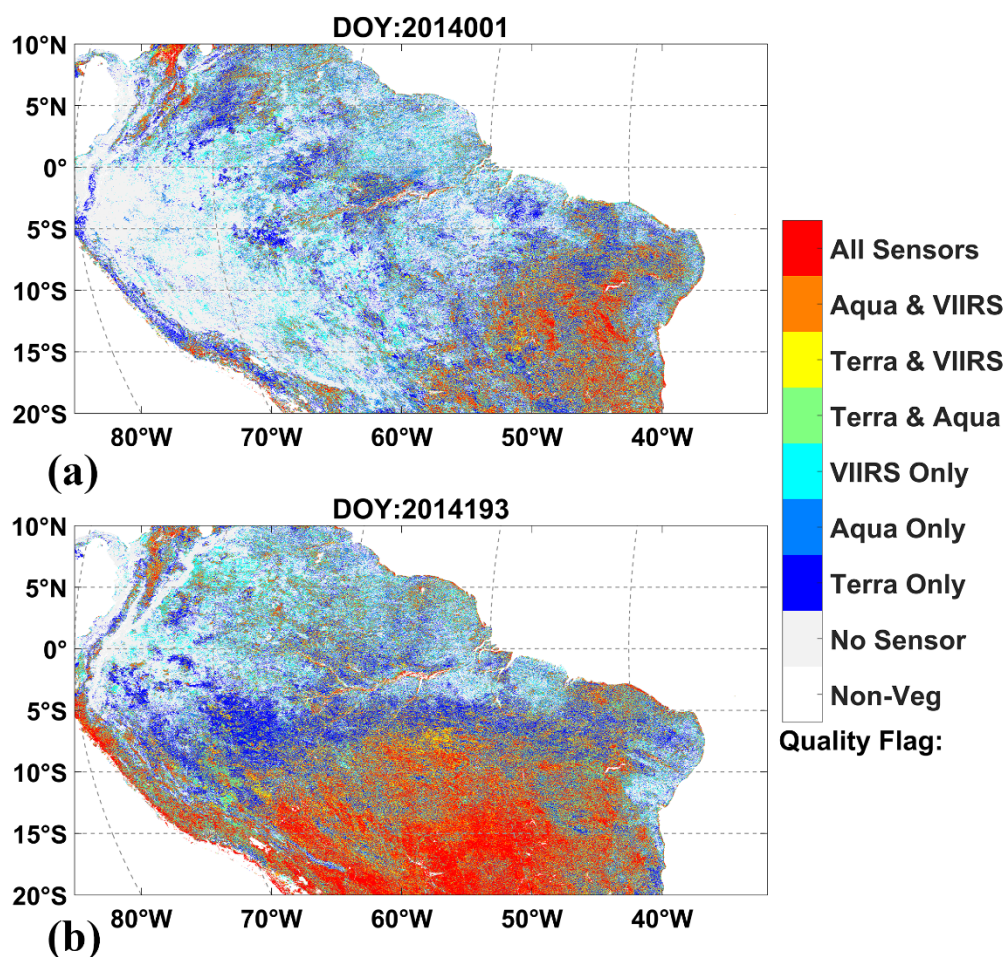 DOY:2014001
10°N
5°N
0°
5°S
10°S
15°S
20°S
80°W 70°W 60°W 50°W 40°W
(a)
DOY:2014193
10°N
5°N
0°
5°S
10°S
15°S
20°S
80°W 70°W 60°W 50°W 40°W
(b)
All Sensors
Aqua & VIIRS
Terra & VIIRS
Terra & Aqua
VIIRS Only
Aqua Only
Terra Only
No Sensor
Non-Veg
Quality Flag: